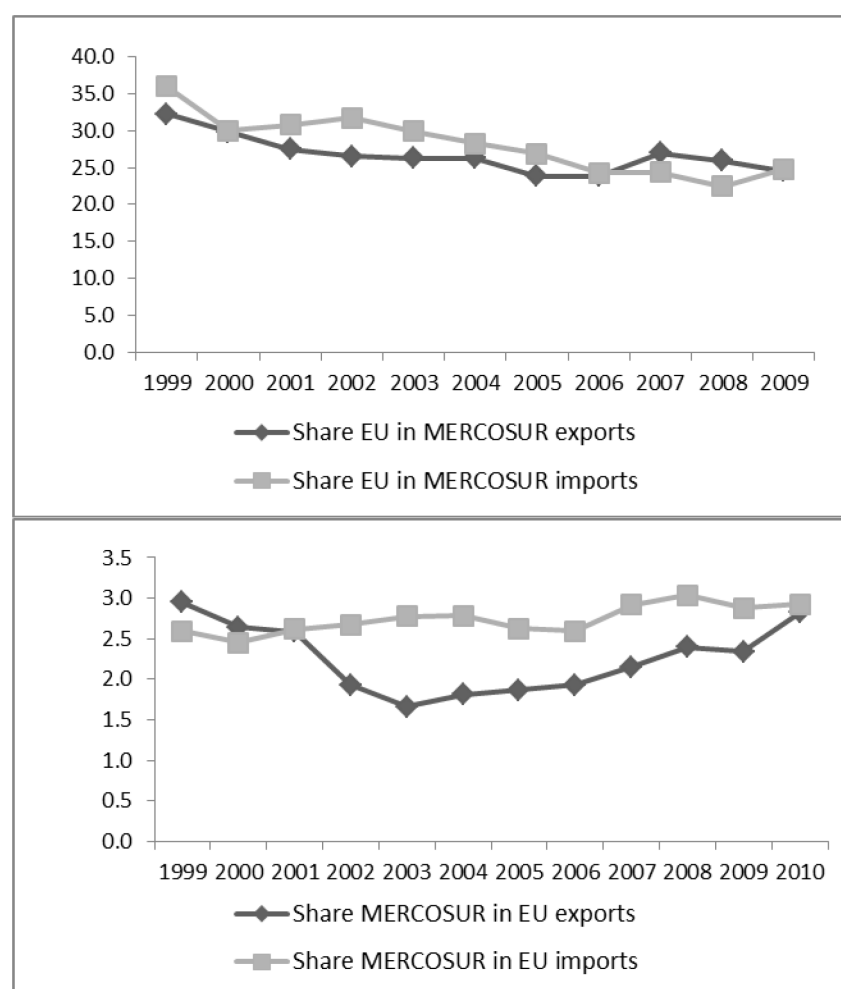 40.0
35.0
30.0
25.0
20.0
15.0
10.0
5.0
0.0
1999 2000 2001 2002 2003 2004 2005 2006 2007 2008 2009
Share EU in MERCOSUR exports
Share EU in MERCOSUR imports
3.5
3.0
2.5
2.0
1.5
1.0
0.5
0.0
1999 2000 2001 2002 2003 2004 2005 2006 2007 2008 2009 2010
Share MERCOSUR in EU exports
Share MERCOSUR in EU imports